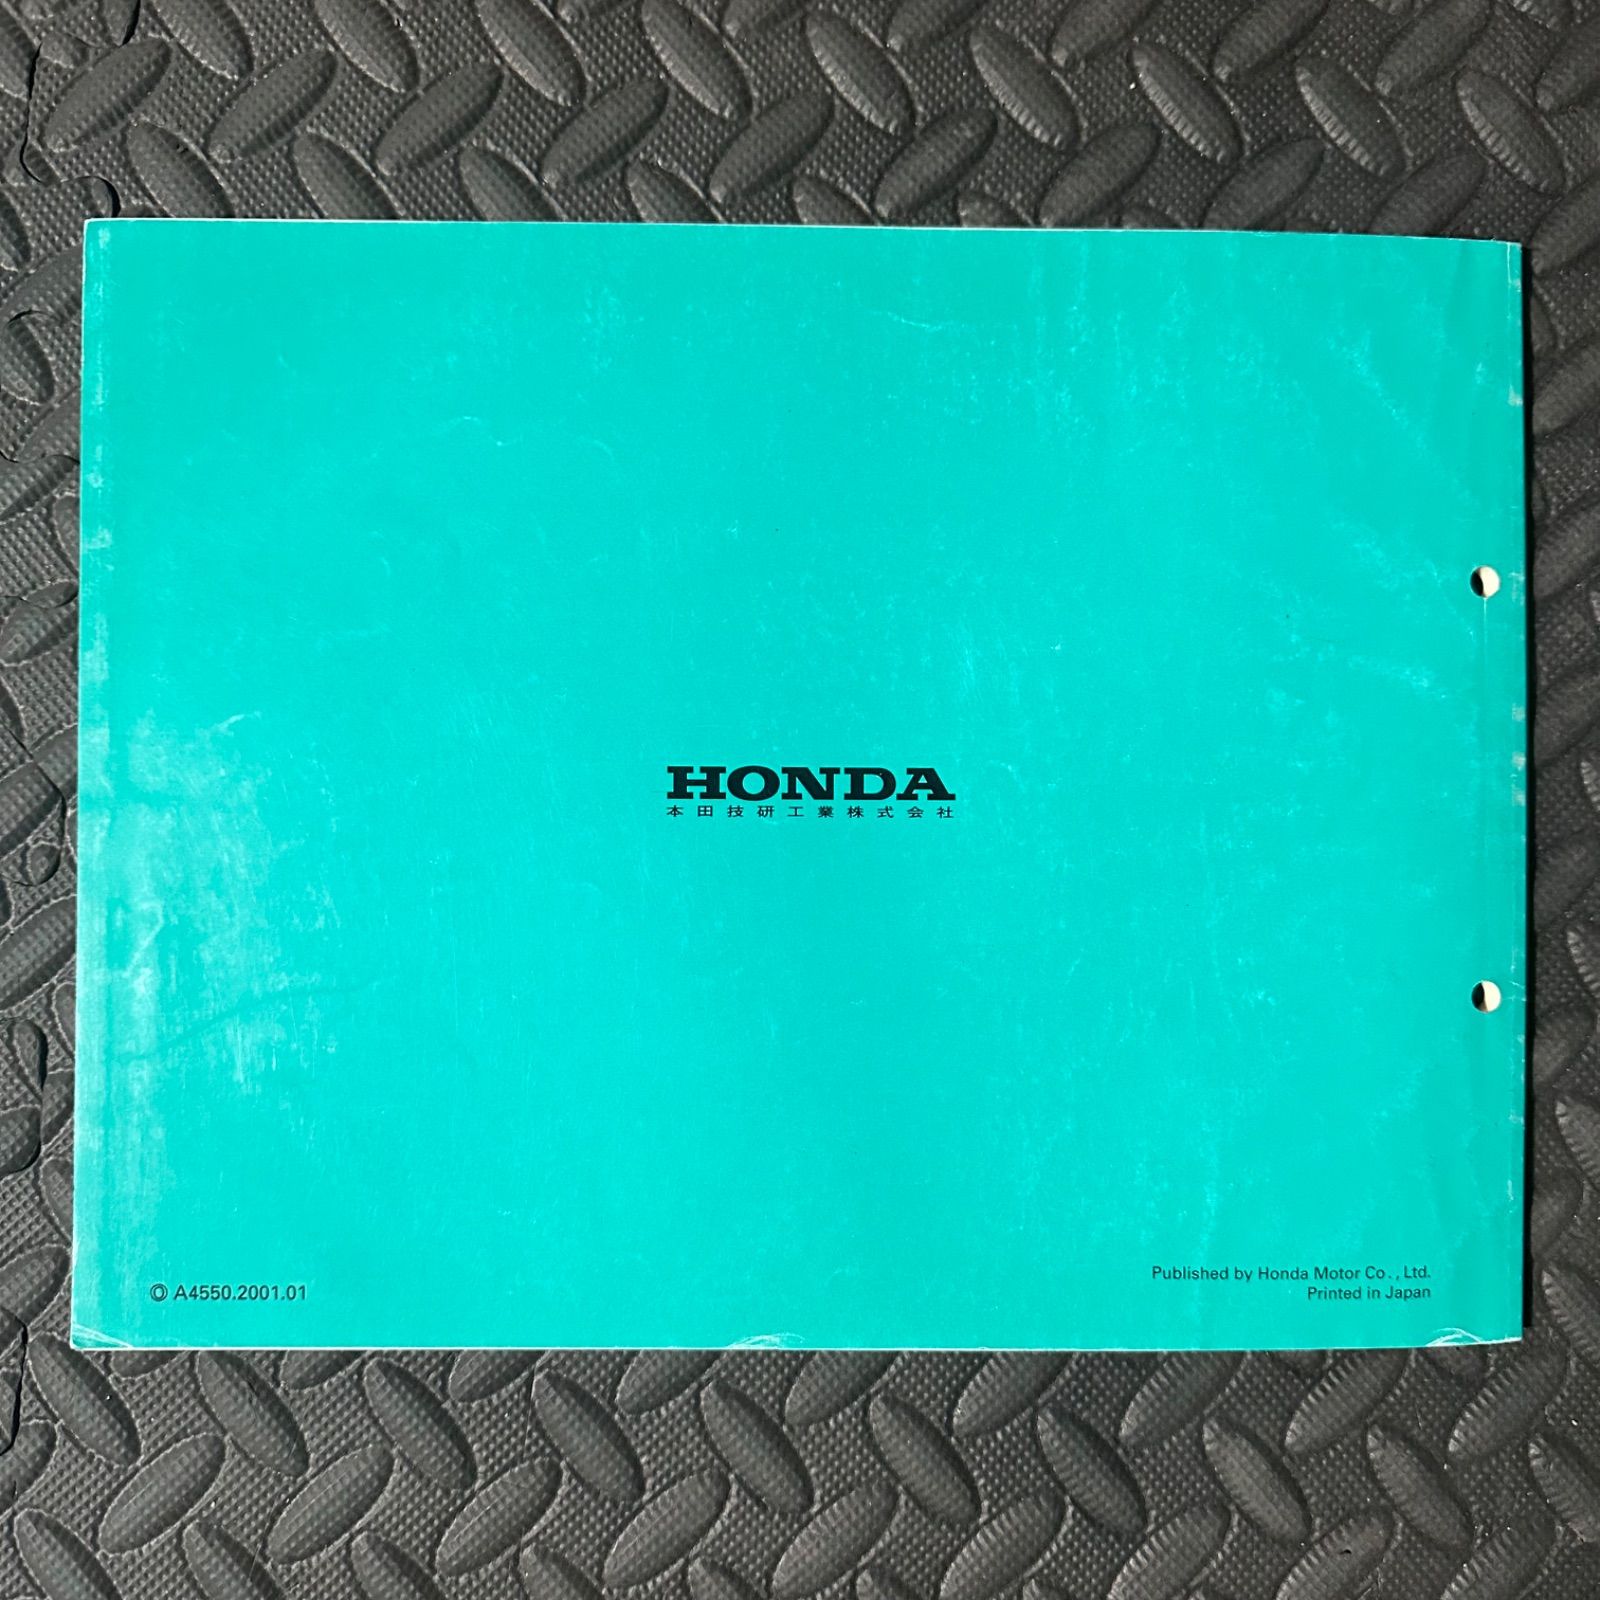 HONDA
本田技研工業株式会社
Published by Honda Motor Co., Ltd.
Printed in Japan
◎ A4550.2001.01